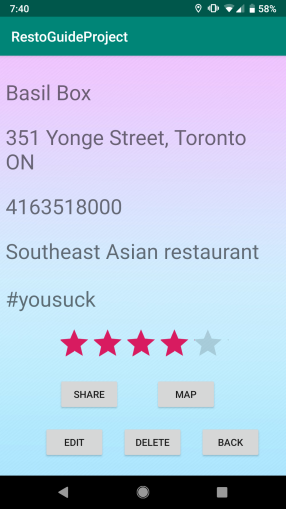 7:40
58%
RestoGuideProject
Basil Box
351 Yonge Street, Toronto
ON
4163518000
Southeast Asian restaurant
#yousuck
SHARE
MAP
EDIT
DELETE
BACK